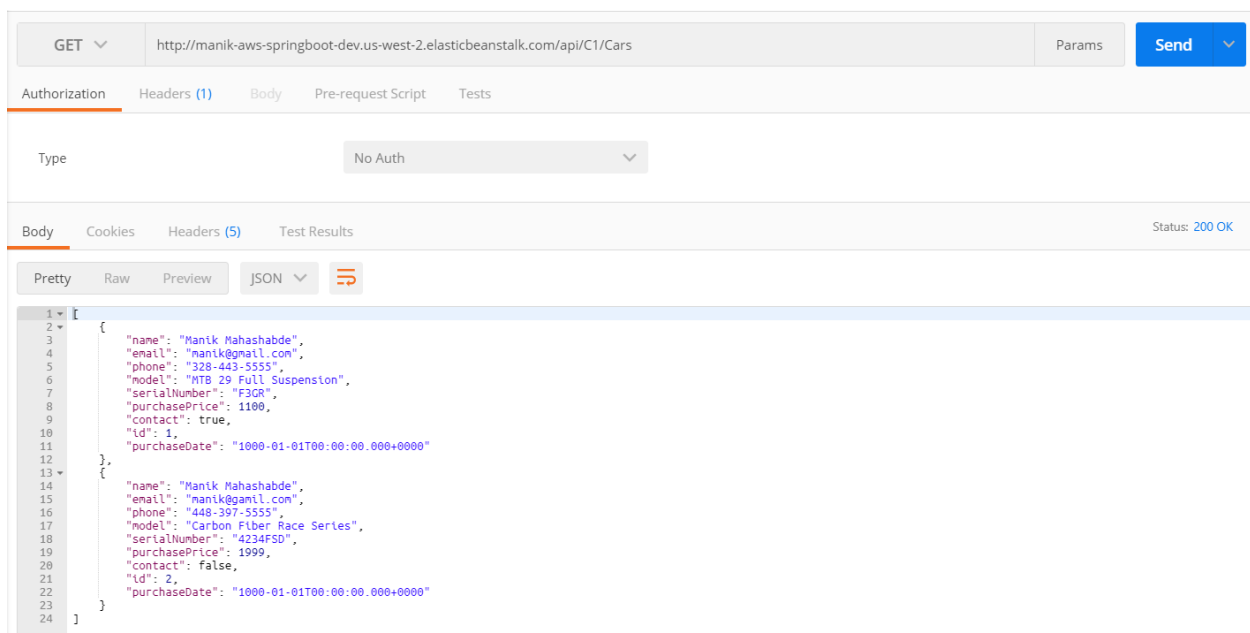 GET http://manik-aws-springboot-dev.us-west-2.elasticbeanstalk.com/api/C1/Cars Params Send
Authorization Headers (1) Body Pre-request Script Tests
Type No Auth
Body Cookies Headers (5) Test Results Status: 200 OK
Pretty Raw Preview JSON
1 [
2 {
3 "name": "Manik Mahashabde",
4 "email": "manik@gmail.com",
5 "phone": "328-443-5555",
6 "model": "MTB 29 Full Suspension",
7 "serialNumber": "F3GR",
8 "purchasePrice": 1100,
9 "contact": true,
10 "id": 1,
11 "purchaseDate": "1000-01-01T00:00:00.000+0000"
12 },
13 {
14 "name": "Manik Mahashabde",
15 "email": "manik@gamil.com",
16 "phone": "448-397-5555",
17 "model": "Carbon Fiber Race Series",
18 "serialNumber": "4234FSD",
19 "purchasePrice": 1999,
20 "contact": false,
21 "id": 2,
22 "purchaseDate": "1000-01-01T00:00:00.000+0000"
23 }
24 ]